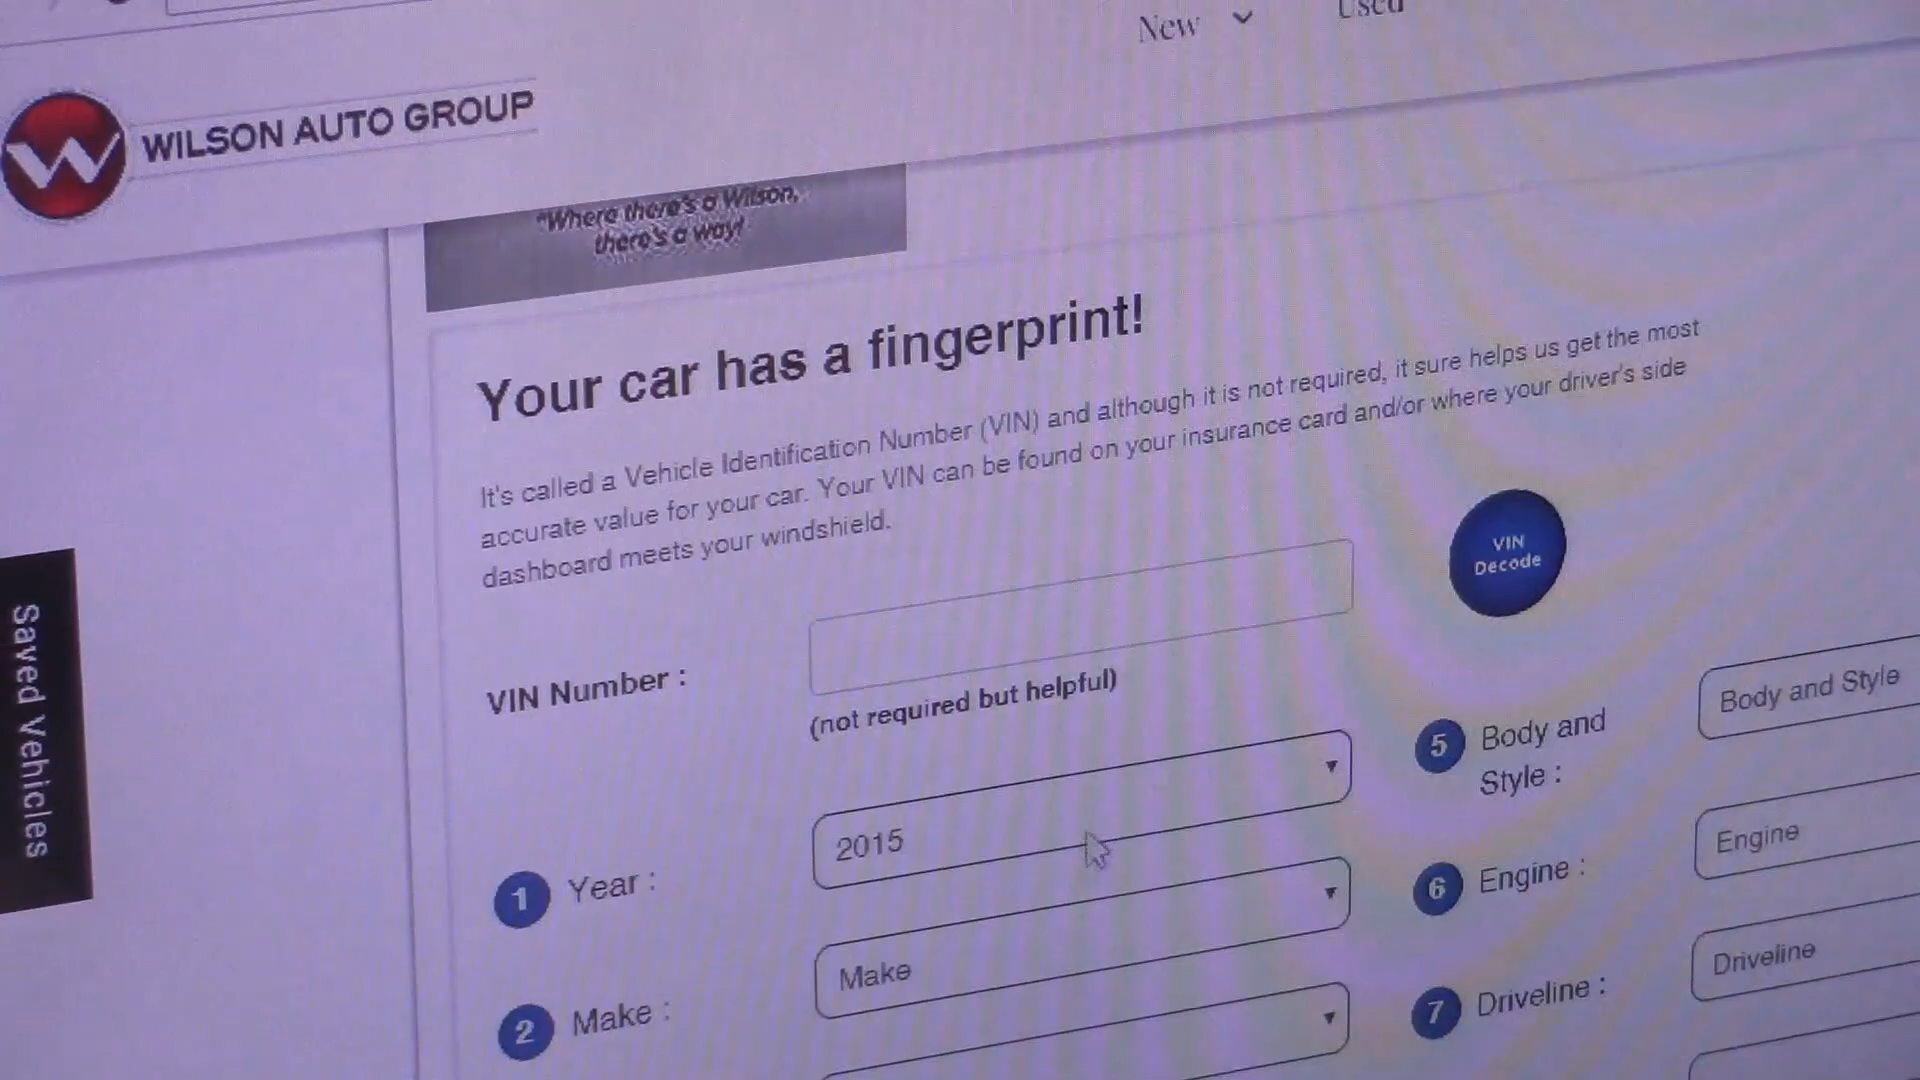 New
Used
WILSON AUTO GROUP
"Where there's a Wilson,
there's a way!
Your car has a fingerprint!
It's called a Vehicle Identification Number (VIN) and although it is not required, it sure helps us get the most
accurate value for your car. Your VIN can be found on your insurance card and/or where your driver's side
dashboard meets your windshield.
VIN
Decode
VIN Number :
(not required but helpful)
1 Year :
2015
2 Make :
Make
5 Body and
Style :
Body and Style
6 Engine :
Engine
7 Driveline :
Driveline
Saved Vehicles